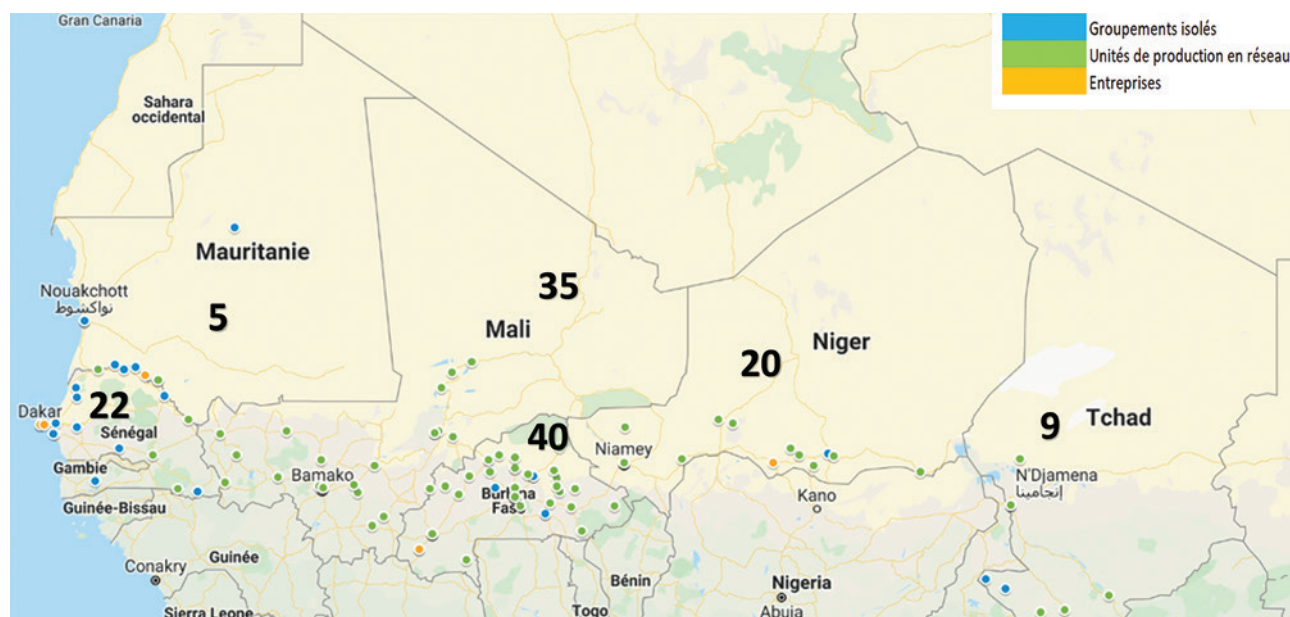 Gran Canaria
Groupements isolés
Unités de production en réseau
Entreprises
Sahara
occidental
Mauritanie
Nouakchott
نواكشوط
5
35
Mali
Niger
20
Dakar
22
Sénégal
40
9
Tchad
Niamey
Gambie
Bamako
N'Djamena
إنجامينا
Burkina
Faso
Kano
Guinée-Bissau
Guinée
Conakry
Bénin
Nigeria
Sierra Leone
Togo
Abuja